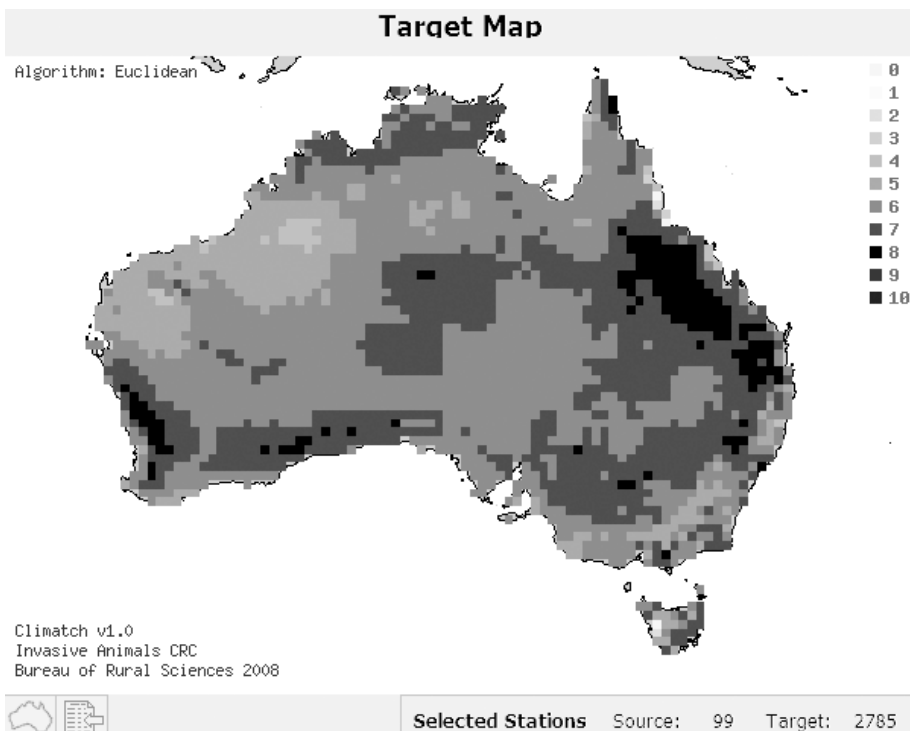 Target Map
Algorithm: Euclidean
0
1
2
3
4
5
6
7
8
9
10
Climatch v1.0
Invasive Animals CRC
Bureau of Rural Sciences 2008
Selected Stations Source: 99 Target: 2785